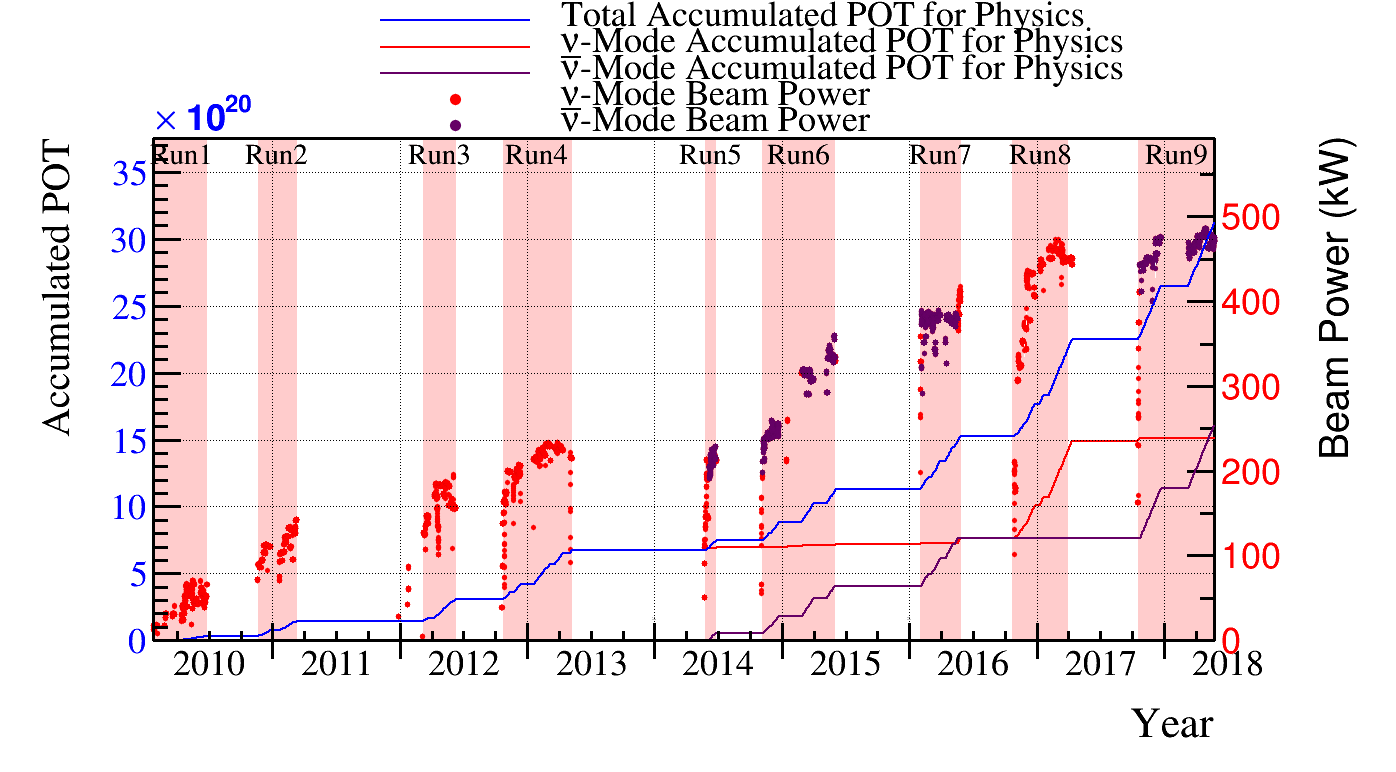 Total Accumulated POT for Physics
ν-Mode Accumulated POT for Physics
ν̅-Mode Accumulated POT for Physics
ν-Mode Beam Power
ν̅-Mode Beam Power
× 10²⁰
Run1 Run2 Run3 Run4 Run5 Run6 Run7 Run8 Run9
Accumulated POT
35
30
25
20
15
10
5
0
500
400
300
200
100
0
Beam Power (kW)
2010 2011 2012 2013 2014 2015 2016 2017 2018
Year